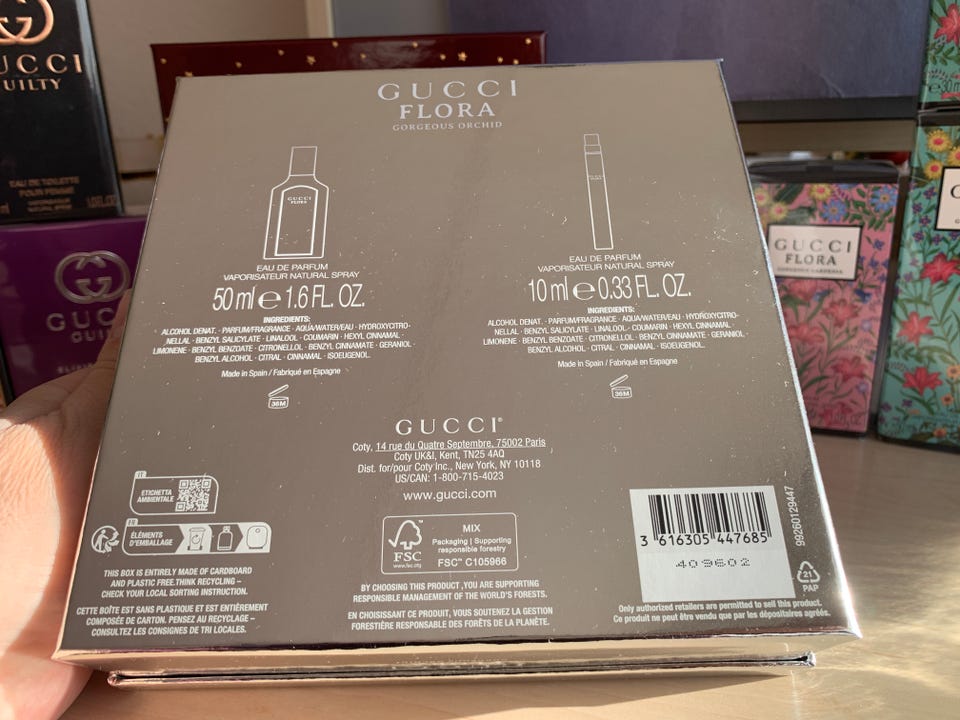 GUCCI
GUILTY
EAU DE TOILETTE
POUR FEMME
GUCCI
FLORA
GORGEOUS ORCHID
GUCCI
FLORA
EAU DE PARFUM
VAPORISATEUR NATURAL SPRAY
50 ml e 1.6 FL. OZ.
INGREDIENTS:
ALCOHOL DENAT. · PARFUM/FRAGRANCE · AQUA/WATER/EAU · HYDROXYCITRO-
NELLAL · BENZYL SALICYLATE · LINALOOL · COUMARIN · HEXYL CINNAMAL ·
LIMONENE · BENZYL BENZOATE · CITRONELLOL · BENZYL CINNAMATE · GERANIOL ·
BENZYL ALCOHOL · CITRAL · CINNAMAL · ISOEUGENOL.
Made in Spain / Fabriqué en Espagne
36M
EAU DE PARFUM
VAPORISATEUR NATURAL SPRAY
10 ml e 0.33 FL. OZ.
INGREDIENTS:
ALCOHOL DENAT. · PARFUM/FRAGRANCE · AQUA/WATER/EAU · HYDROXYCITRO-
NELLAL · BENZYL SALICYLATE · LINALOOL · COUMARIN · HEXYL CINNAMAL ·
LIMONENE · BENZYL BENZOATE · CITRONELLOL · BENZYL CINNAMATE · GERANIOL
BENZYL ALCOHOL · CITRAL · CINNAMAL · ISOEUGENOL.
Made in Spain / Fabriqué en Espagne
36M
GUCCI®
Coty, 14 rue du Quatre Septembre, 75002 Paris
Coty UK&I, Kent, TN25 4AQ
Dist. for/pour Coty Inc., New York, NY 10118
US/CAN: 1-800-715-4023
www.gucci.com
IT
ETICHETTA
AMBIENTALE
FR
ÉLÉMENTS
D'EMBALLAGE
THIS BOX IS ENTIRELY MADE OF CARDBOARD
AND PLASTIC FREE.THINK RECYCLING –
CHECK YOUR LOCAL SORTING INSTRUCTION.
CETTE BOÎTE EST SANS PLASTIQUE ET EST ENTIÈREMENT
COMPOSÉE DE CARTON. PENSEZ AU RECYCLAGE –
CONSULTEZ LES CONSIGNES DE TRI LOCALES.
FSC
www.fsc.org
MIX
Packaging | Supporting
responsible forestry
FSC™ C105966
BY CHOOSING THIS PRODUCT ,YOU ARE SUPPORTING
RESPONSIBLE MANAGEMENT OF THE WORLD'S FORESTS.
EN CHOISISSANT CE PRODUIT, VOUS SOUTENEZ LA GESTION
FORESTIÈRE RESPONSABLE DES FORÊTS DE LA PLANÈTE.
3 616305 447685
409602
99260129447
21
PAP
Only authorized retailers are permitted to sell this product.
Ce produit ne peut être vendu que par les dépositaires agréés.
GUCCI
FLORA
GORGEOUS GARDENIA